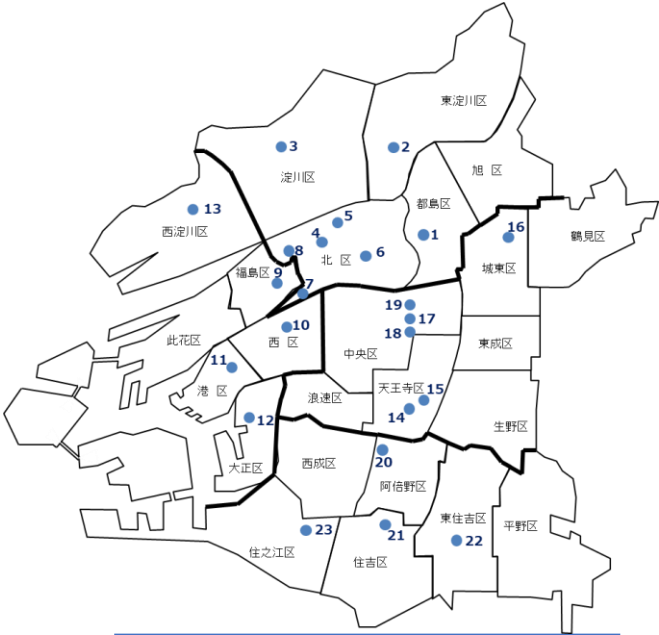 東淀川区
3
2
淀川区
旭 区
13
5
都島区
西淀川区
4
1
16
鶴見区
8
北 区
6
城東区
福島区
9
7
19
17
10
此花区
西 区
18
中央区
東成区
11
港 区
天王寺区
15
浪速区
14
12
生野区
20
西成区
大正区
阿倍野区
東住吉区
平野区
23
21
22
住之江区
住吉区